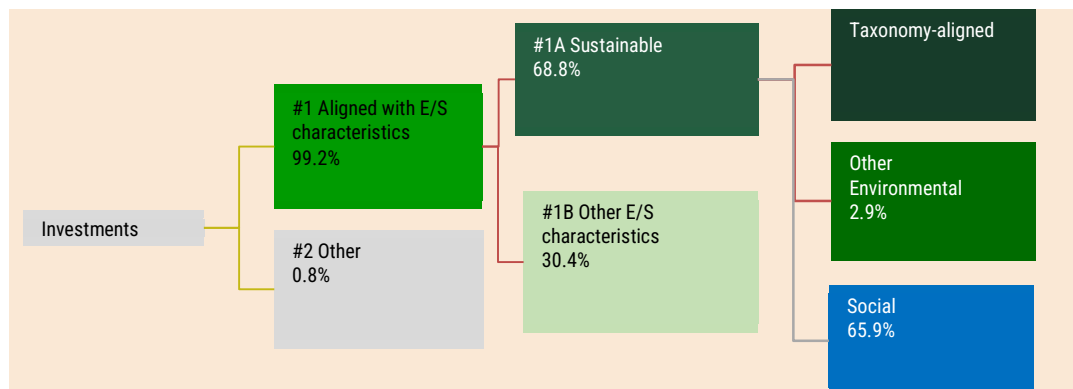 Investments
#1 Aligned with E/S
characteristics
99.2%
#2 Other
0.8%
#1A Sustainable
68.8%
#1B Other E/S
characteristics
30.4%
Taxonomy-aligned
Other
Environmental
2.9%
Social
65.9%